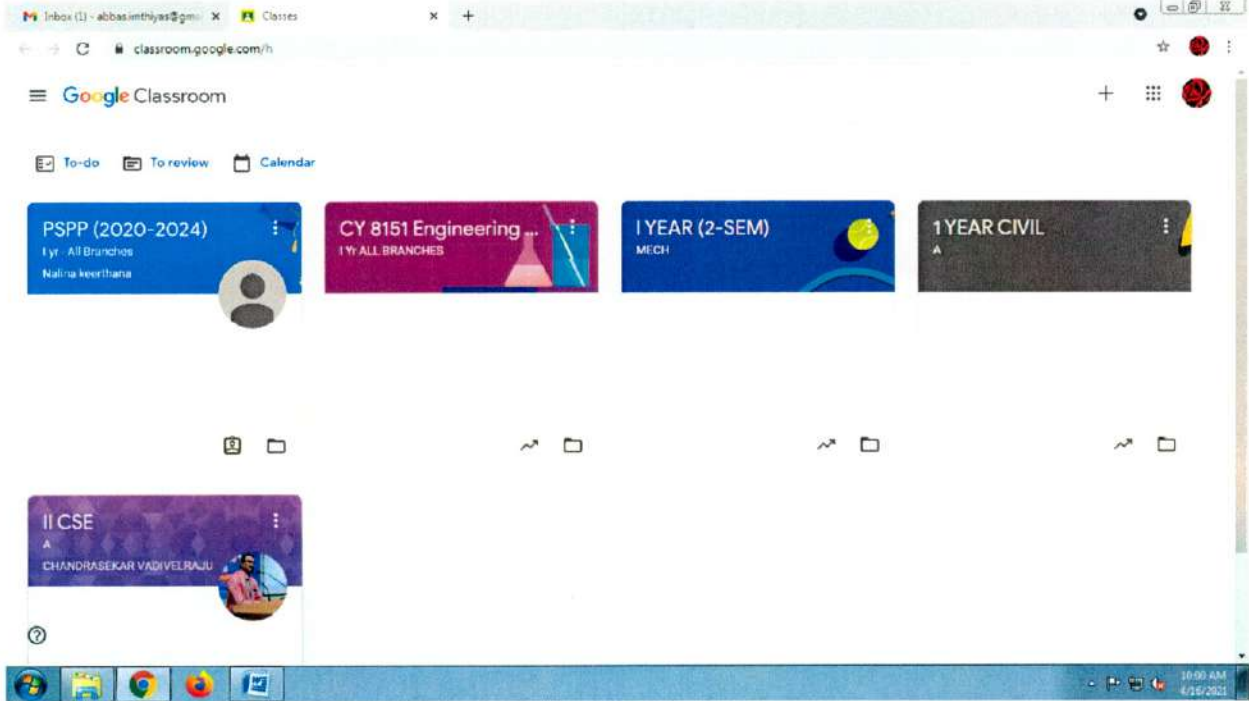 Inbox (1) - abbasimthiyas@gm
Classes
classroom.google.com/h
Google Classroom
To-do
To review
Calendar
PSPP (2020-2024)
I yr - All Branches
Nalina keerthana
CY 8151 Engineering ...
I Yr ALL BRANCHES
I YEAR (2-SEM)
MECH
1 YEAR CIVIL
A
II CSE
A
CHANDRASEKAR VADIVELRAJU
10:00 AM
4/16/2021